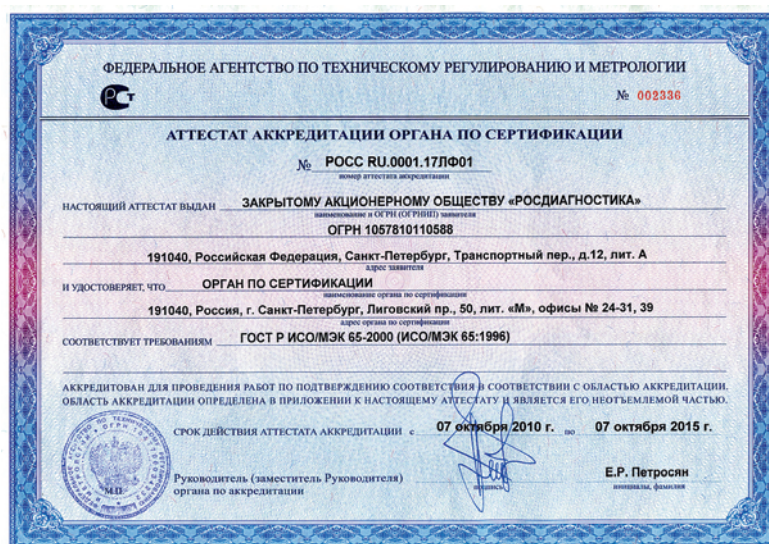 ФЕДЕРАЛЬНОЕ АГЕНТСТВО ПО ТЕХНИЧЕСКОМУ РЕГУЛИРОВАНИЮ И МЕТРОЛОГИИ
РСТ
№ 002336
АТТЕСТАТ АККРЕДИТАЦИИ ОРГАНА ПО СЕРТИФИКАЦИИ
№ РОСС RU.0001.17ЛФ01
номер аттестата аккредитации
НАСТОЯЩИЙ АТТЕСТАТ ВЫДАН ЗАКРЫТОМУ АКЦИОНЕРНОМУ ОБЩЕСТВУ «РОСДИАГНОСТИКА»
наименование и ОГРН (ОГРНИП) заявителя
ОГРН 1057810110588
191040, Российская Федерация, Санкт-Петербург, Транспортный пер., д.12, лит. А
адрес заявителя
И УДОСТОВЕРЯЕТ, ЧТО ОРГАН ПО СЕРТИФИКАЦИИ
наименование органа по сертификации
191040, Россия, г. Санкт-Петербург, Лиговский пр., 50, лит. «М», офисы № 24-31, 39
адрес органа по сертификации
СООТВЕТСТВУЕТ ТРЕБОВАНИЯМ ГОСТ Р ИСО/МЭК 65-2000 (ИСО/МЭК 65:1996)
АККРЕДИТОВАН ДЛЯ ПРОВЕДЕНИЯ РАБОТ ПО ПОДТВЕРЖДЕНИЮ СООТВЕТСТВИЯ В СООТВЕТСТВИИ С ОБЛАСТЬЮ АККРЕДИТАЦИИ.
ОБЛАСТЬ АККРЕДИТАЦИИ ОПРЕДЕЛЕНА В ПРИЛОЖЕНИИ К НАСТОЯЩЕМУ АТТЕСТАТУ И ЯВЛЯЕТСЯ ЕГО НЕОТЪЕМЛЕМОЙ ЧАСТЬЮ.
СРОК ДЕЙСТВИЯ АТТЕСТАТА АККРЕДИТАЦИИ с 07 октября 2010 г. по 07 октября 2015 г.
М.П.
Руководитель (заместитель Руководителя)
органа по аккредитации
подпись
Е.Р. Петросян
инициалы, фамилия